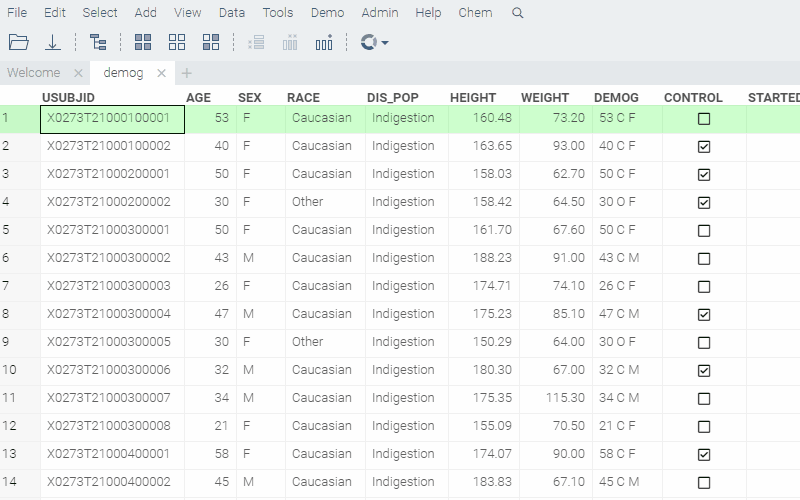 File Edit Select Add View Data Tools Demo Admin Help Chem
Welcome demog
USUBJID AGE SEX RACE DIS_POP HEIGHT WEIGHT DEMOG CONTROL STARTED
1 X0273T21000100001 53 F Caucasian Indigestion 160.48 73.20 53 C F
2 X0273T21000100002 40 F Caucasian Indigestion 163.65 93.00 40 C F
3 X0273T21000200001 50 F Caucasian Indigestion 158.03 62.70 50 C F
4 X0273T21000200002 30 F Other Indigestion 158.42 64.50 30 O F
5 X0273T21000300001 50 F Caucasian Indigestion 161.70 67.60 50 C F
6 X0273T21000300002 43 M Caucasian Indigestion 188.23 91.00 43 C M
7 X0273T21000300003 26 F Caucasian Indigestion 174.71 74.10 26 C F
8 X0273T21000300004 47 M Caucasian Indigestion 175.23 85.10 47 C M
9 X0273T21000300005 30 F Other Indigestion 150.29 64.00 30 O F
10 X0273T21000300006 32 M Caucasian Indigestion 180.30 67.00 32 C M
11 X0273T21000300007 34 M Caucasian Indigestion 175.35 115.30 34 C M
12 X0273T21000300008 21 F Caucasian Indigestion 155.09 70.50 21 C F
13 X0273T21000400001 58 F Caucasian Indigestion 174.07 90.00 58 C F
14 X0273T21000400002 45 M Caucasian Indigestion 183.83 67.10 45 C M